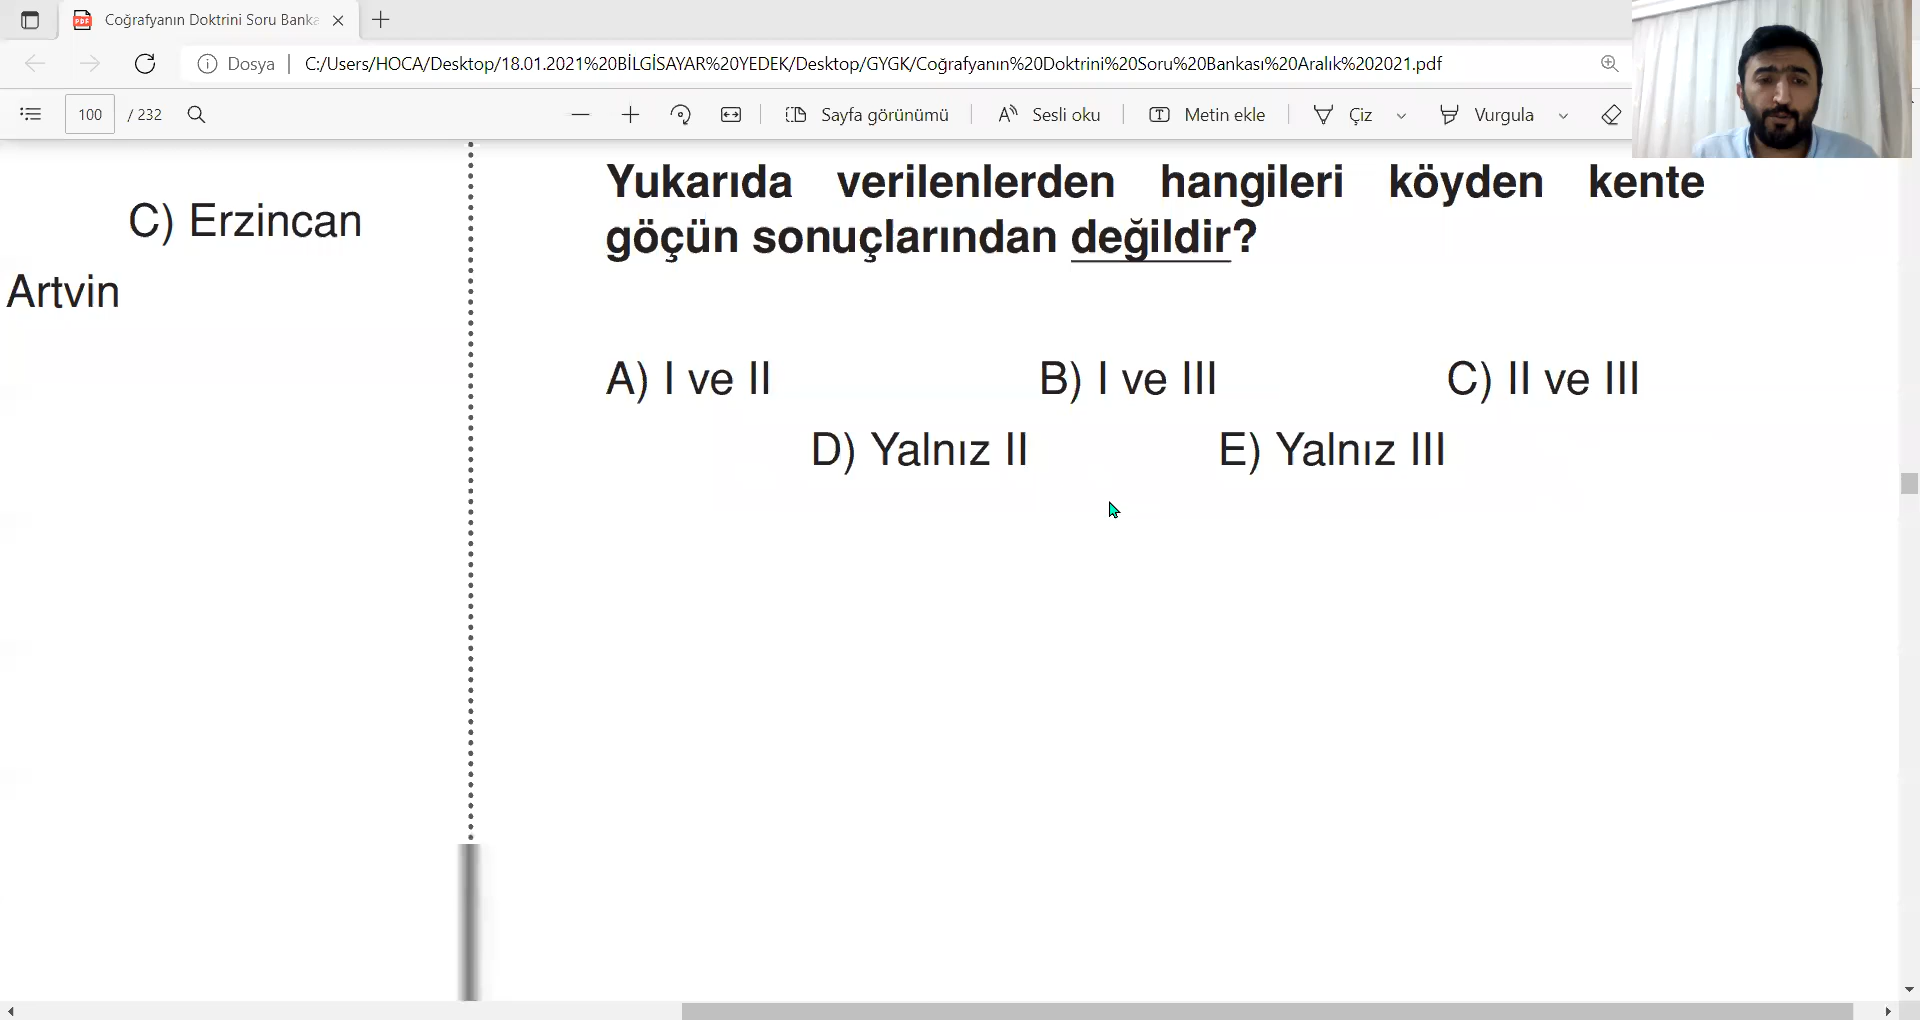 Coğrafyanın Doktrini Soru Banka
Dosya | C:/Users/HOCA/Desktop/18.01.2021%20BİLGİSAYAR%20YEDEK/Desktop/GYGK/Coğrafyanın%20Doktrini%20Soru%20Bankası%20Aralık%202021.pdf
100 / 232 Sayfa görünümü Sesli oku Metin ekle Çiz Vurgula
C) Erzincan
Artvin
Yukarıda verilenlerden hangileri köyden kente
göçün sonuçlarından değildir?
A) I ve II B) I ve III C) II ve III
D) Yalnız II E) Yalnız III